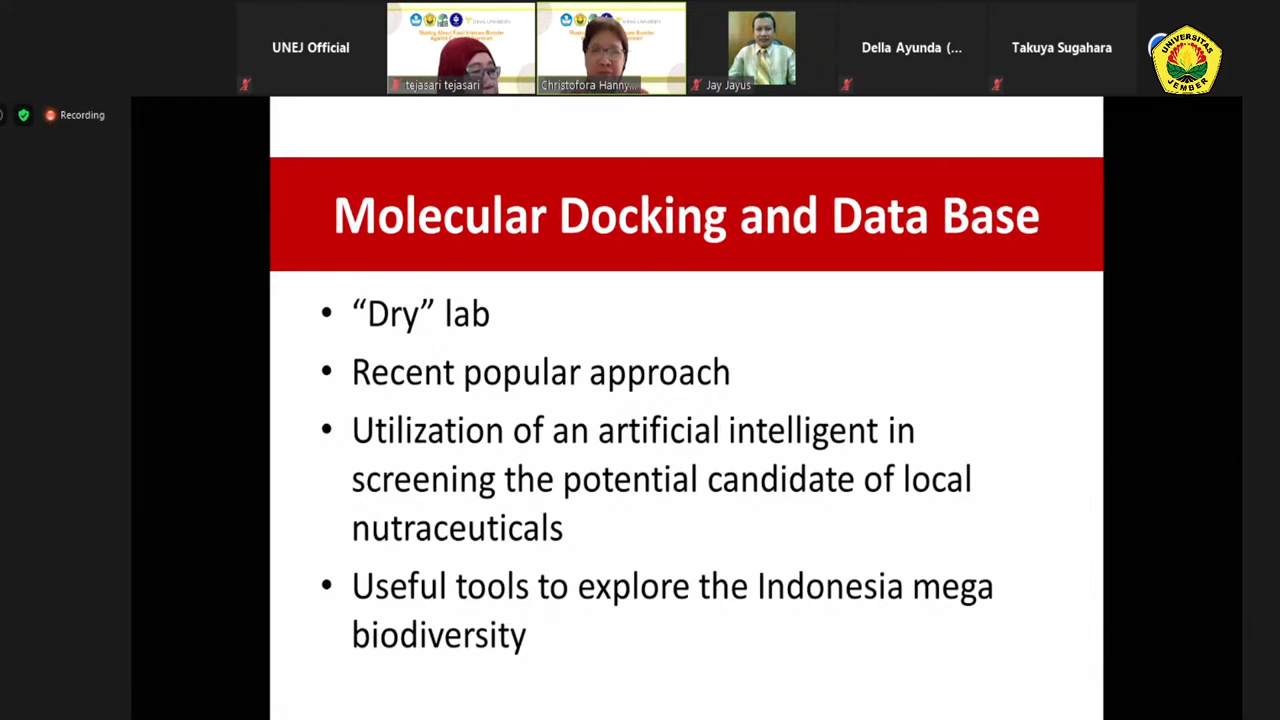 UNEJ Official
tejasari tejasari
Christofora Hanny...
Jay Jayus
Della Ayunda (...
Takuya Sugahara
UNIVERSITAS
JEMBER
Recording
Molecular Docking and Data Base
• “Dry” lab
• Recent popular approach
• Utilization of an artificial intelligent in
screening the potential candidate of local
nutraceuticals
• Useful tools to explore the Indonesia mega
biodiversity